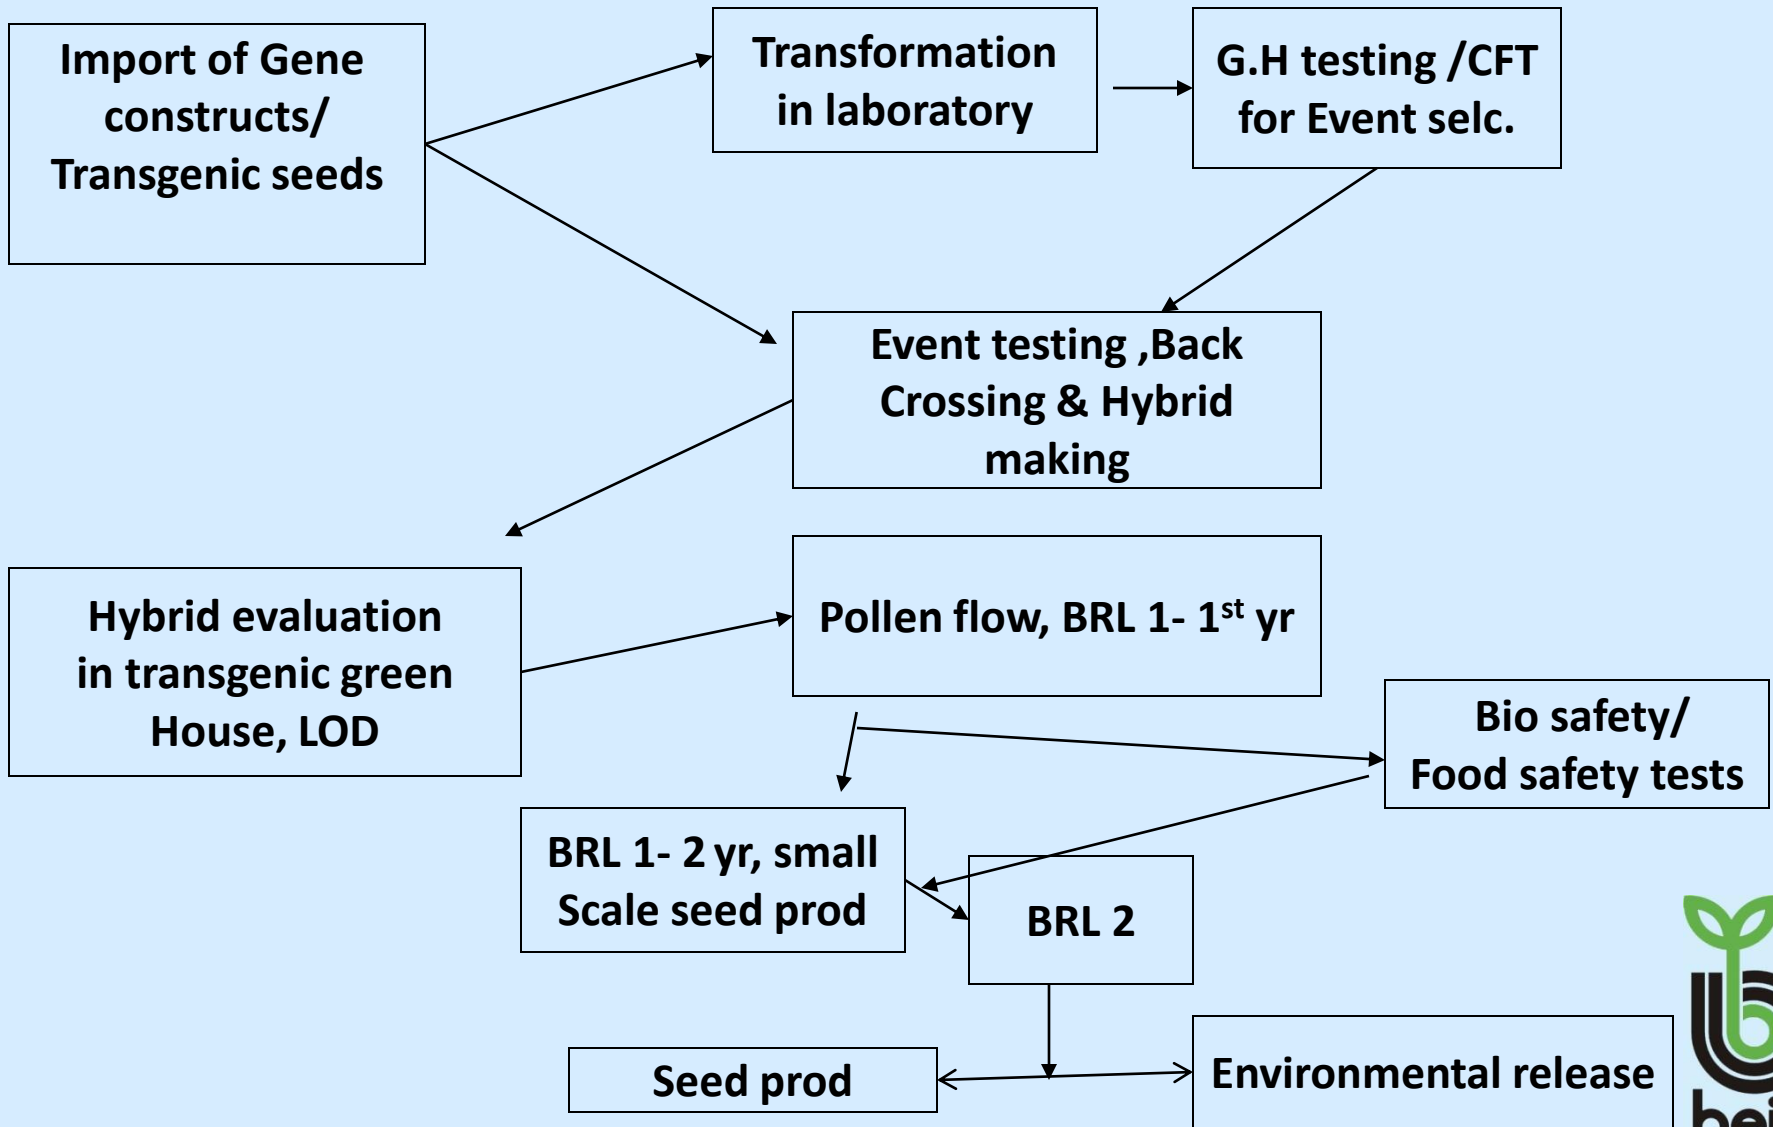 Import of Gene
constructs/
Transgenic seeds
Transformation
in laboratory
G.H testing /CFT
for Event selc.
Event testing ,Back
Crossing & Hybrid
making
Hybrid evaluation
in transgenic green
House, LOD
Pollen flow, BRL 1- 1st yr
Bio safety/
Food safety tests
BRL 1- 2 yr, small
Scale seed prod
BRL 2
Seed prod
Environmental release